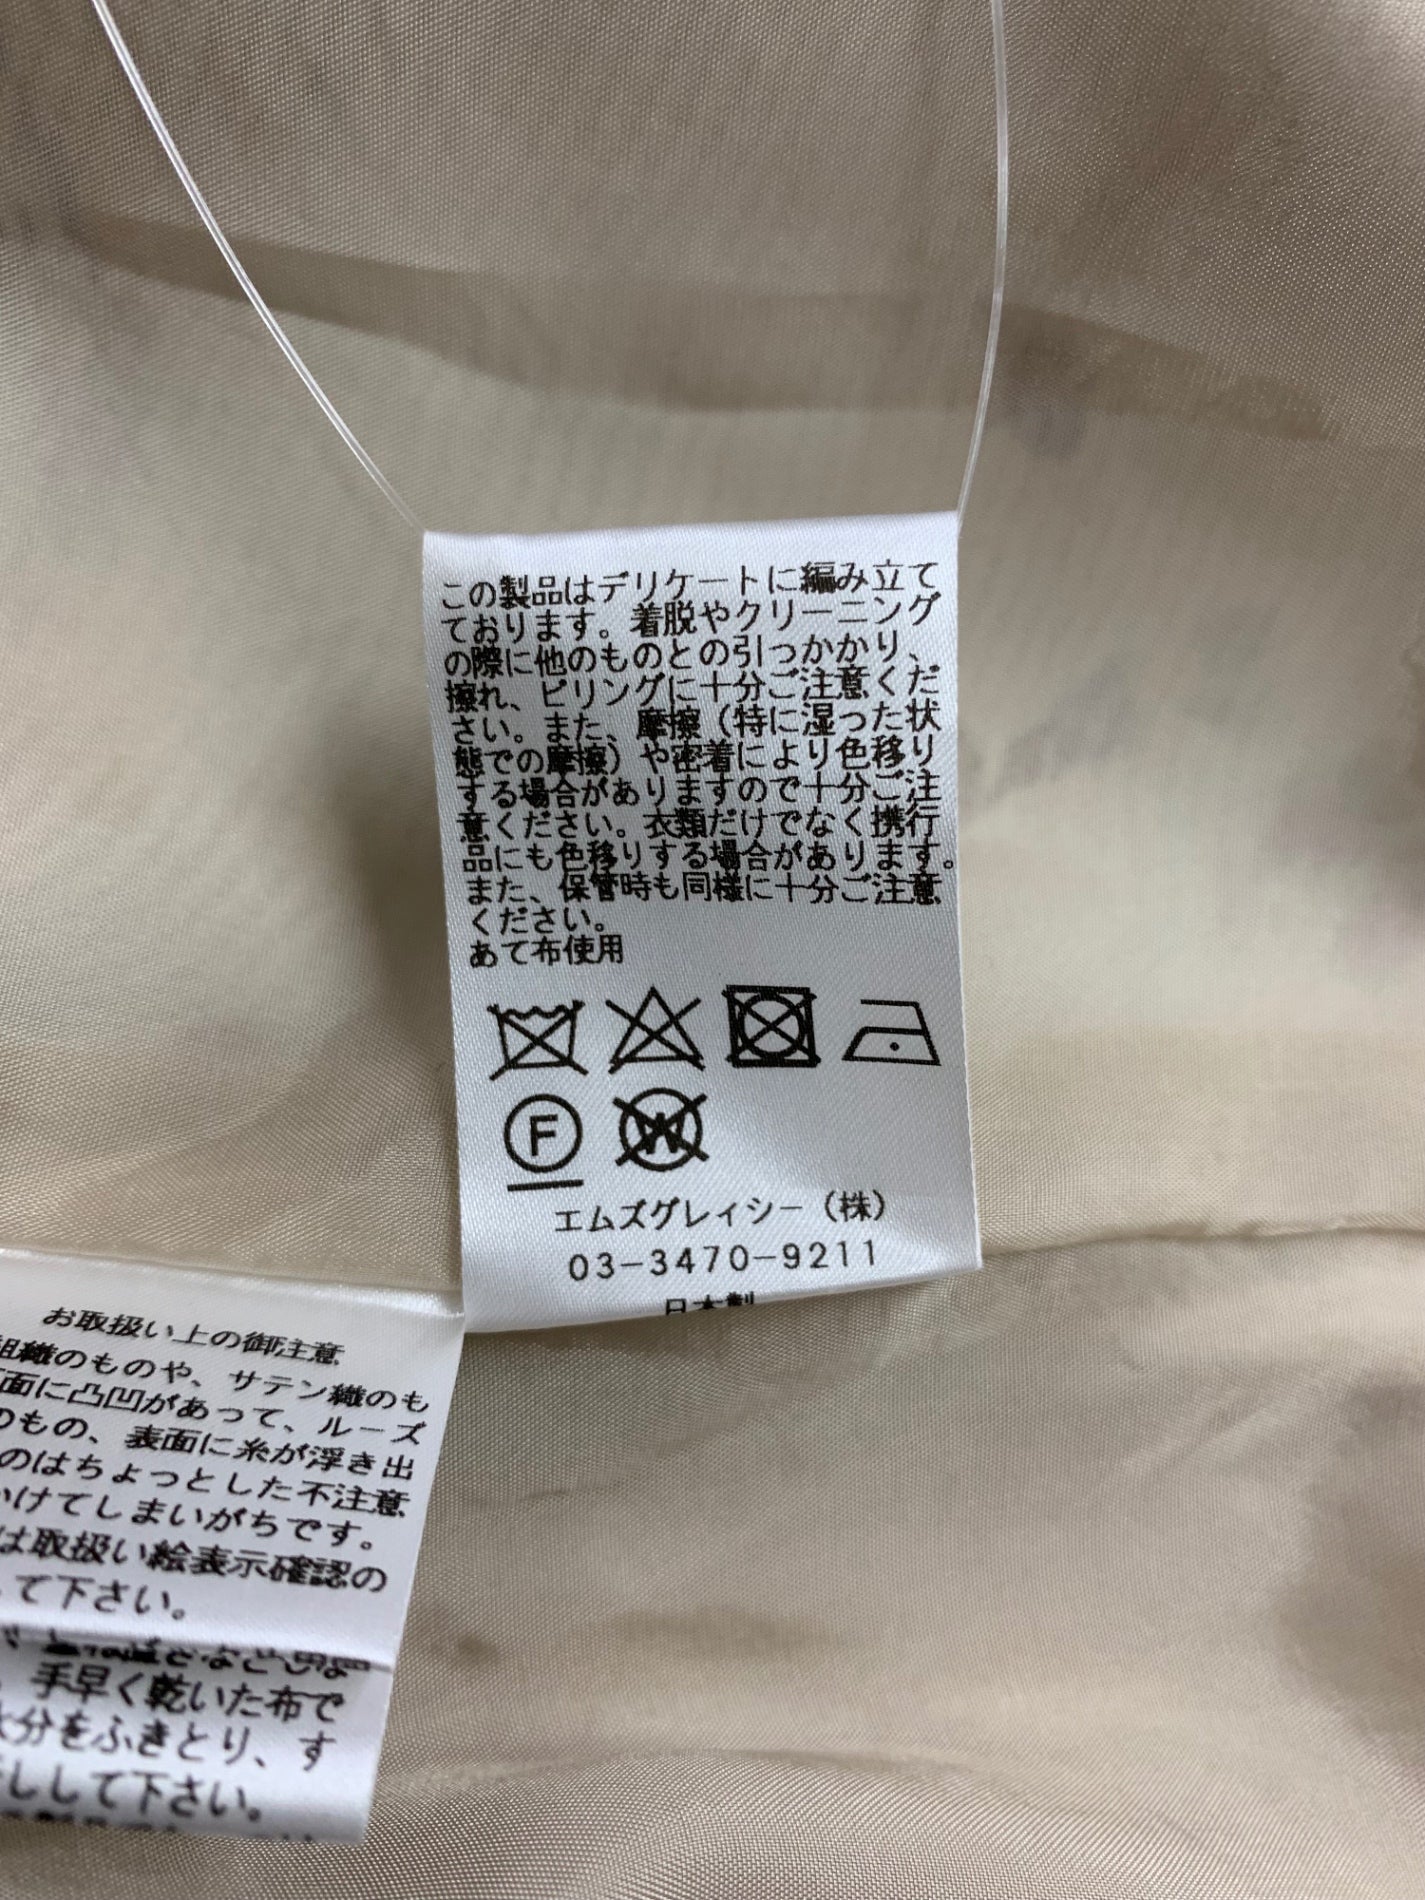 この製品はデリケートに編み立て
ております。着脱やクリーニング
の際に他のものとの引っかかり、
擦れ、ピリングに十分ご注意くだ
さい。また、摩擦（特に湿った状
態での摩擦）や密着により色移り
する場合がありますので十分ご注
意ください。衣類だけでなく携行
品にも色移りする場合があります。
また、保管時も同様に十分ご注意
ください。
あて布使用
F
W
エムズグレィシー（株）
03-3470-9211
日本製
お取扱い上の御注意
組織のものや、サテン織のも
面に凸凹があって、ルーズ
のもの、表面に糸が浮き出
のはちょっとした不注意
かけてしまいがちです。
は取扱い絵表示確認の
して下さい。
手早く乾いた布で
水分をふきとり、す
干しして下さい。